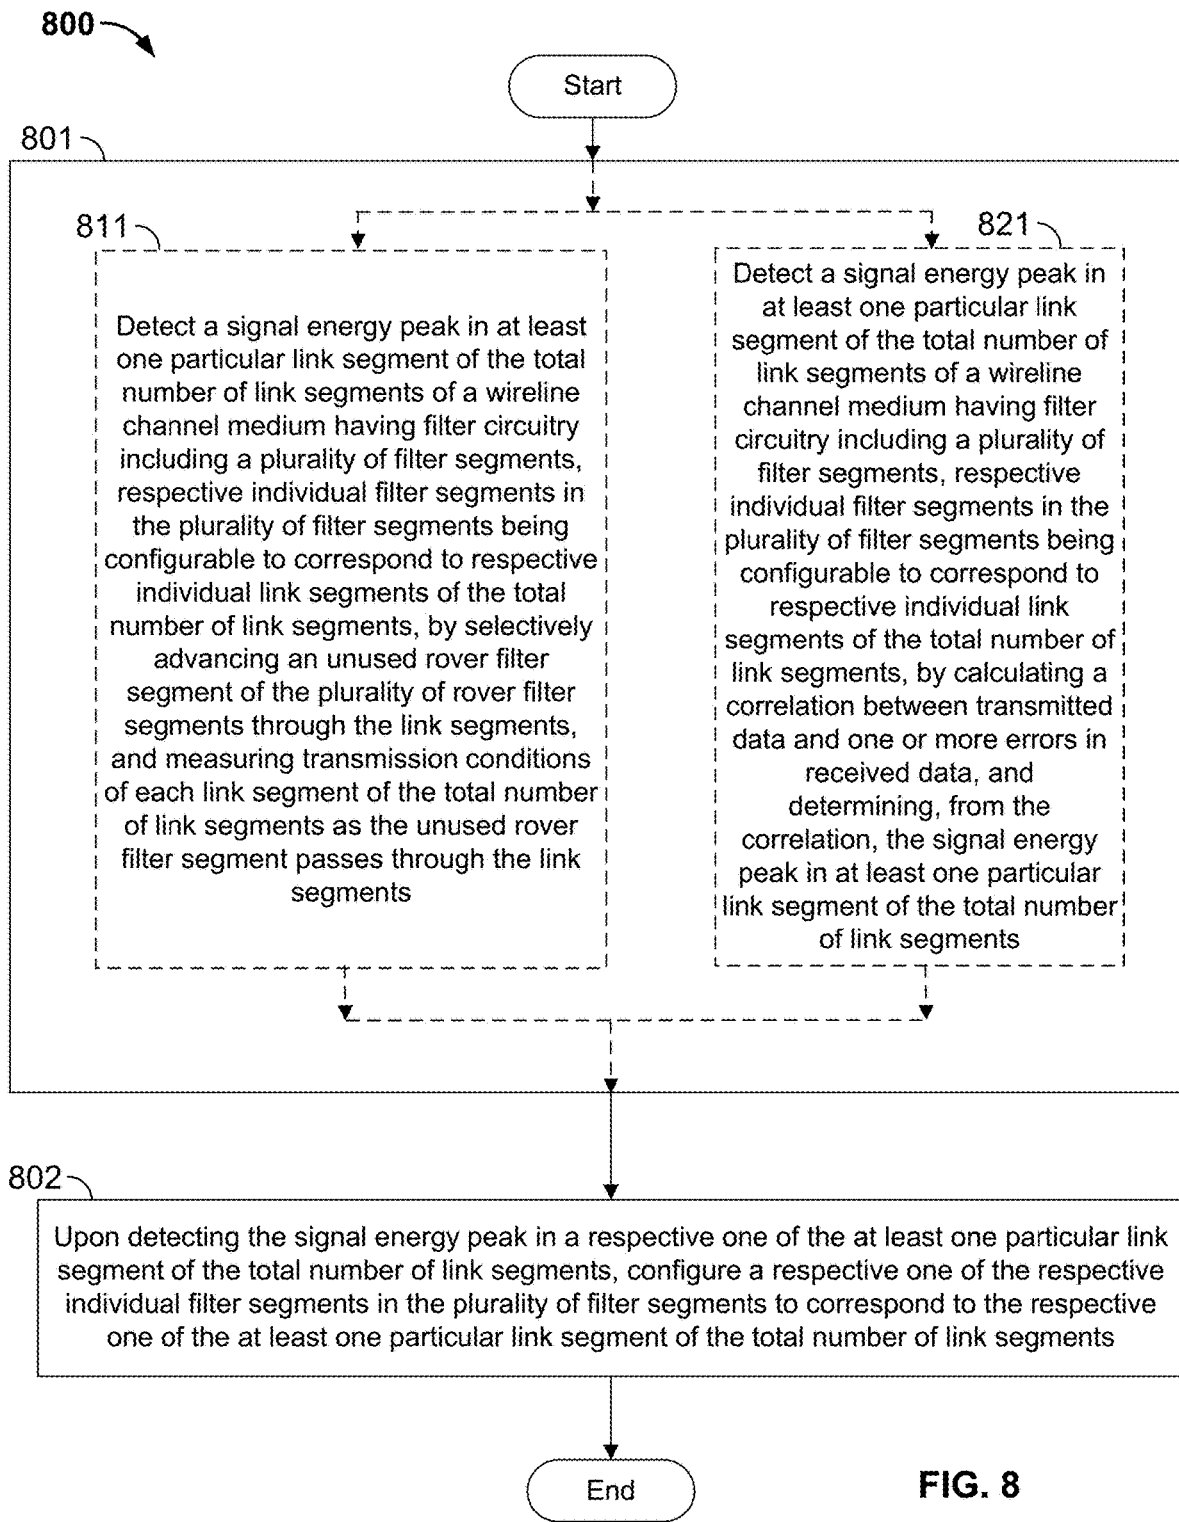 800
Start
801
811
Detect a signal energy peak in at least
one particular link segment of the total
number of link segments of a wireline
channel medium having filter circuitry
including a plurality of filter segments,
respective individual filter segments in
the plurality of filter segments being
configurable to correspond to respective
individual link segments of the total
number of link segments, by selectively
advancing an unused rover filter
segment of the plurality of rover filter
segments through the link segments,
and measuring transmission conditions
of each link segment of the total number
of link segments as the unused rover
filter segment passes through the link
segments
821
Detect a signal energy peak in
at least one particular link
segment of the total number of
link segments of a wireline
channel medium having filter
circuitry including a plurality of
filter segments, respective
individual filter segments in the
plurality of filter segments being
configurable to correspond to
respective individual link
segments of the total number of
link segments, by calculating a
correlation between transmitted
data and one or more errors in
received data, and
determining, from the
correlation, the signal energy
peak in at least one particular
link segment of the total number
of link segments
802
Upon detecting the signal energy peak in a respective one of the at least one particular link
segment of the total number of link segments, configure a respective one of the respective
individual filter segments in the plurality of filter segments to correspond to the respective
one of the at least one particular link segment of the total number of link segments
End
FIG. 8